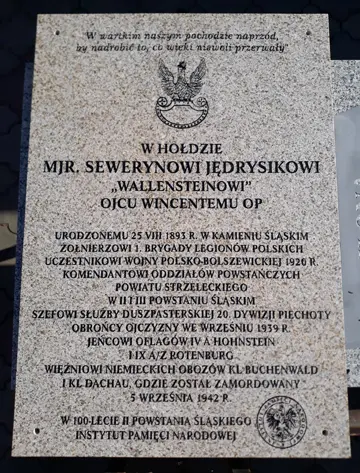 "W wartkim naszym pochodzie naprzód,
by nadrobić to, co wieki niewoli przerwały"
W HOŁDZIE
MJR. SEWERYNOWI JĘDRYSIKOWI
„WALLENSTEINOWI”
OJCU WINCENTEMU OP
URODZONEMU 25 VIII 1893 R. W KAMIENIU ŚLĄSKIM
ŻOŁNIERZOWI 1. BRYGADY LEGIONÓW POLSKICH
UCZESTNIKOWI WOJNY POLSKO-BOLSZEWICKIEJ 1920 R.
KOMENDANTOWI ODDZIAŁÓW POWSTAŃCZYCH
POWIATU STRZELECKIEGO
W II I III POWSTANIU ŚLĄSKIM
SZEFOWI SŁUŻBY DUSZPASTERSKIEJ 20. DYWIZJI PIECHOTY
OBROŃCY OJCZYZNY WE WRZEŚNIU 1939 R.
JEŃCOWI OFLAGÓW IV A HOHNSTEIN
I IX A/Z ROTENBURG
WIĘŹNIOWI NIEMIECKICH OBOZÓW KL BUCHENWALD
I KL DACHAU, GDZIE ZOSTAŁ ZAMORDOWANY
5 WRZEŚNIA 1942 R.
W 100-LECIE II POWSTANIA ŚLĄSKIEGO
INSTYTUT PAMIĘCI NARODOWEJ